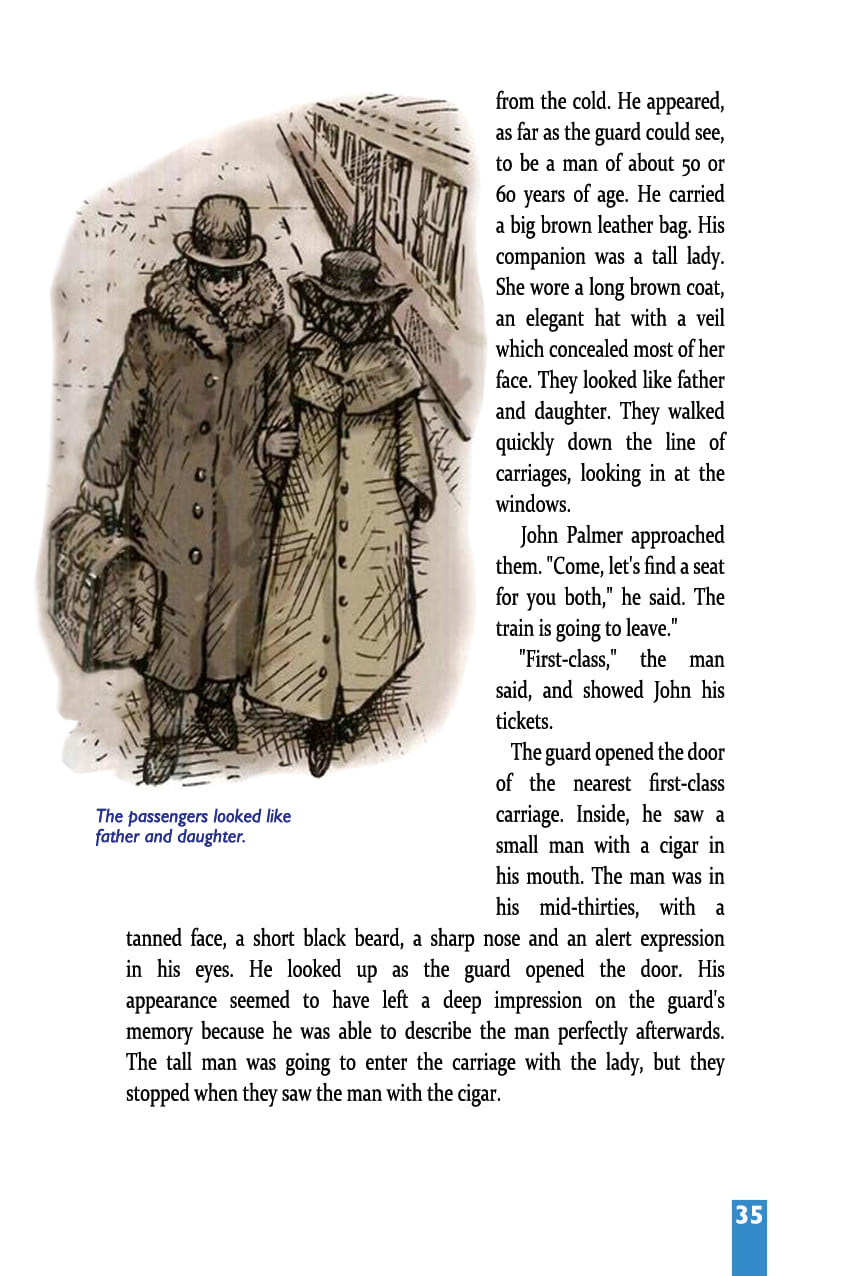 from the cold. He appeared,
as far as the guard could see,
to be a man of about 50 or
60 years of age. He carried
a big brown leather bag. His
companion was a tall lady.
She wore a long brown coat,
an elegant hat with a veil
which concealed most of her
face. They looked like father
and daughter. They walked
quickly down the line of
carriages, looking in at the
windows.
John Palmer approached
them. "Come, let's find a seat
for you both," he said. The
train is going to leave."
"First-class," the man
said, and showed John his
tickets.
The guard opened the door
of the nearest first-class
carriage. Inside, he saw a
small man with a cigar in
his mouth. The man was in
his mid-thirties, with a
tanned face, a short black beard, a sharp nose and an alert expression
in his eyes. He looked up as the guard opened the door. His
appearance seemed to have left a deep impression on the guard's
memory because he was able to describe the man perfectly afterwards.
The tall man was going to enter the carriage with the lady, but they
stopped when they saw the man with the cigar.
The passengers looked like
father and daughter.
35